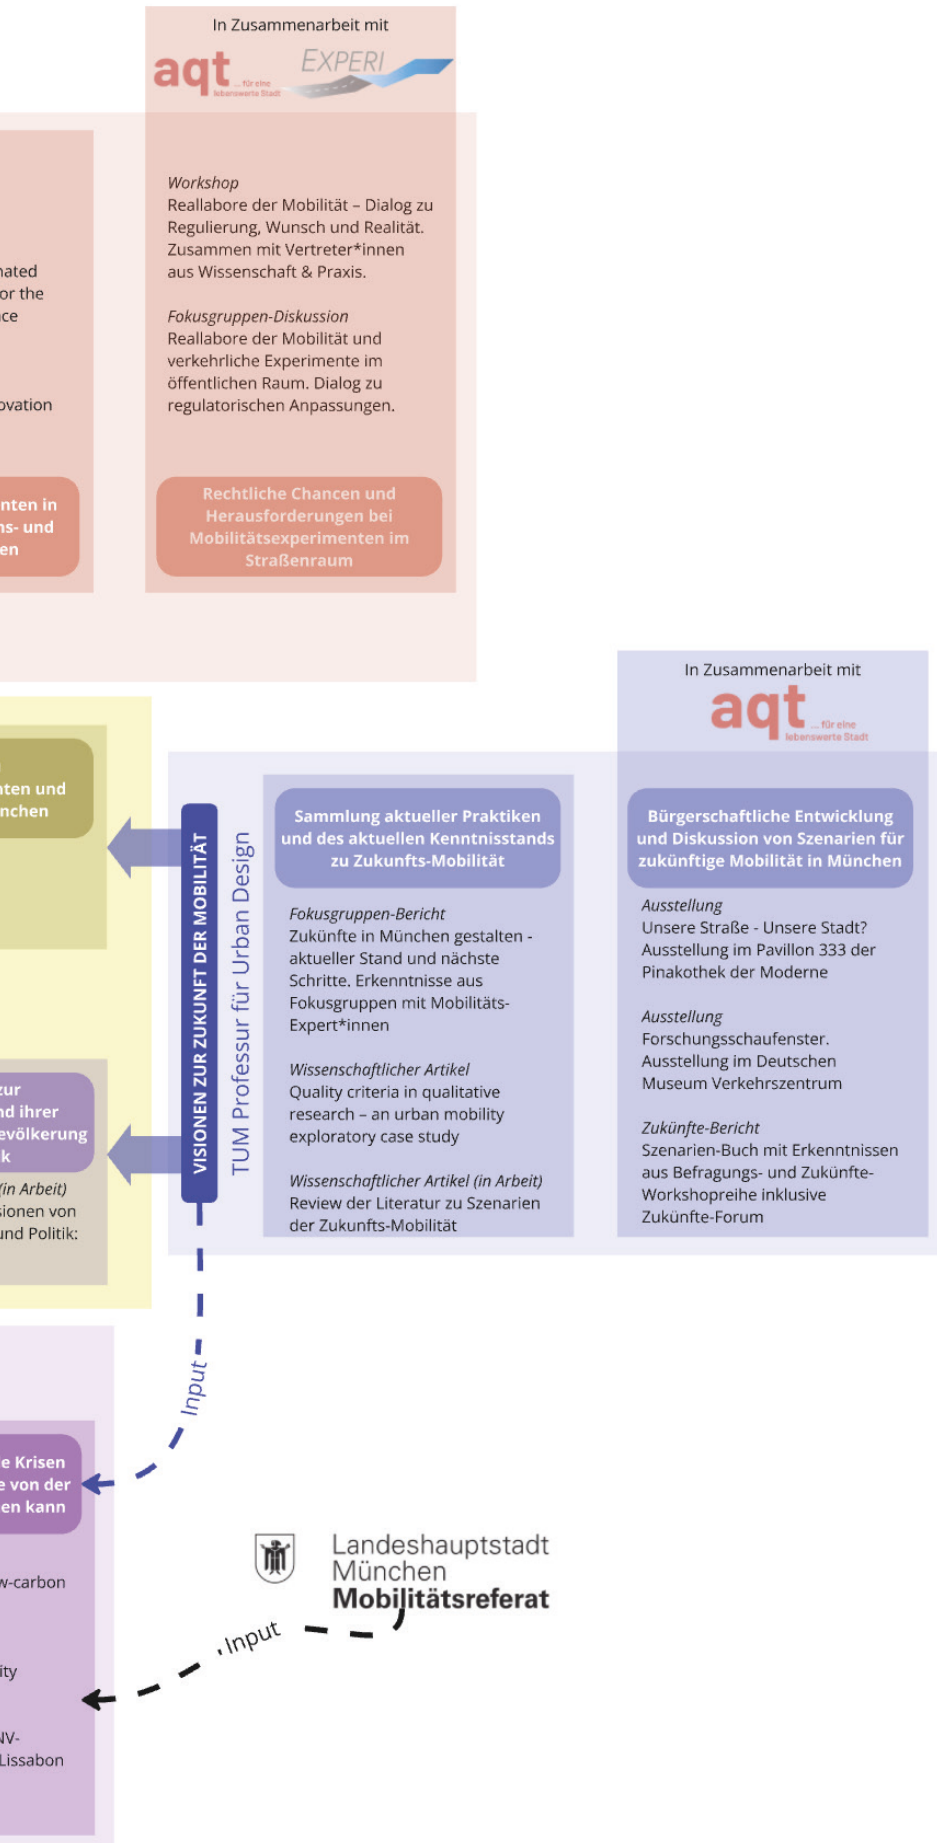 In Zusammenarbeit mit
aqt
... für eine
lebenswerte Stadt
EXPERI
Workshop
Reallabore der Mobilität – Dialog zu
Regulierung, Wunsch und Realität.
Zusammen mit Vertreter*innen
aus Wissenschaft & Praxis.
Fokusgruppen-Diskussion
Reallabore der Mobilität und
verkehrliche Experimente im
öffentlichen Raum. Dialog zu
regulatorischen Anpassungen.
Rechtliche Chancen und
Herausforderungen bei
Mobilitätsexperimenten im
Straßenraum
or the
nten in
ns- und
en
nten und
nchen
zur
nd ihrer
evölkerung
k
(in Arbeit)
sionen von
und Politik:
VISIONEN ZUR ZUKUNFT DER MOBILITÄT
TUM Professur für Urban Design
Sammlung aktueller Praktiken
und des aktuellen Kenntnisstands
zu Zukunfts-Mobilität
Fokusgruppen-Bericht
Zukünfte in München gestalten -
aktueller Stand und nächste
Schritte. Erkenntnisse aus
Fokusgruppen mit Mobilitäts-
Expert*innen
Wissenschaftlicher Artikel
Quality criteria in qualitative
research – an urban mobility
exploratory case study
Wissenschaftlicher Artikel (in Arbeit)
Review der Literatur zu Szenarien
der Zukunfts-Mobilität
In Zusammenarbeit mit
aqt
... für eine
lebenswerte Stadt
Bürgerschaftliche Entwicklung
und Diskussion von Szenarien für
zukünftige Mobilität in München
Ausstellung
Unsere Straße - Unsere Stadt?
Ausstellung im Pavillon 333 der
Pinakothek der Moderne
Ausstellung
Forschungsschaufenster.
Ausstellung im Deutschen
Museum Verkehrszentrum
Zukünfte-Bericht
Szenarien-Buch mit Erkenntnissen
aus Befragungs- und Zukünfte-
Workshopreihe inklusive
Zukünfte-Forum
Input
e Krisen
e von der
en kann
w-carbon
ity
NV-
Lissabon
Landeshauptstadt
München
Mobilitätsreferat
Input